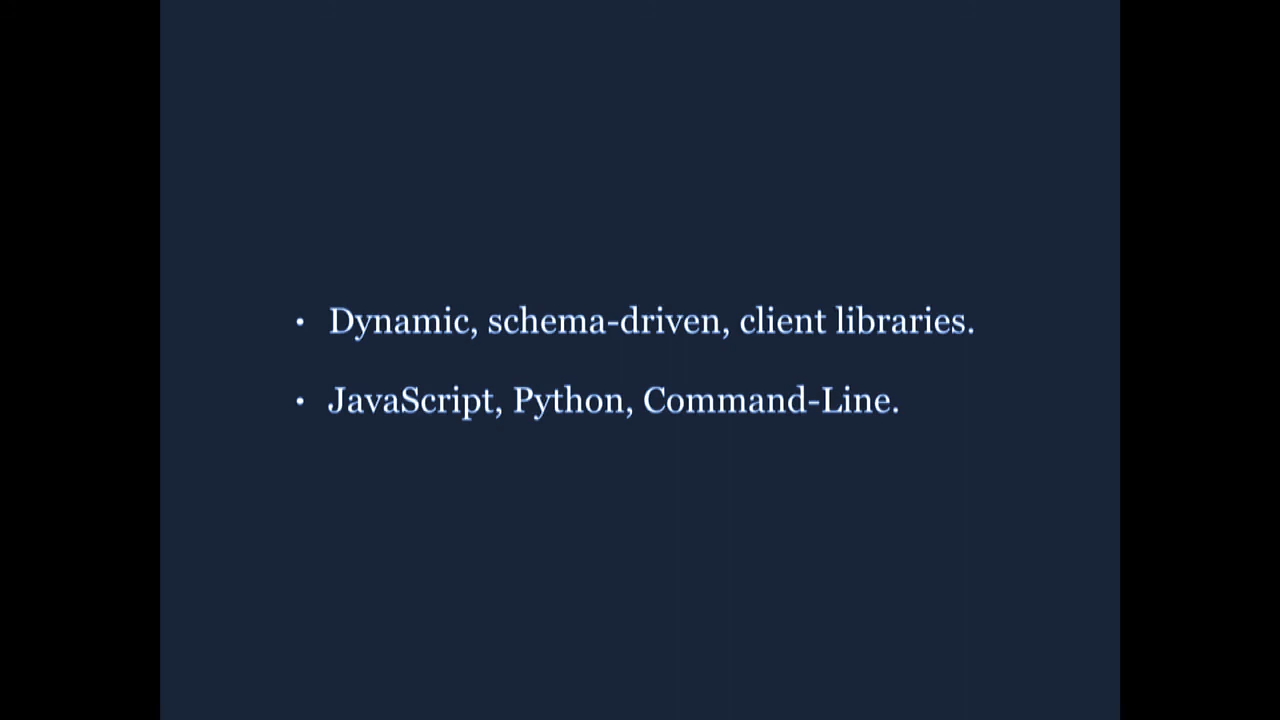 • Dynamic, schema-driven, client libraries.
• JavaScript, Python, Command-Line.